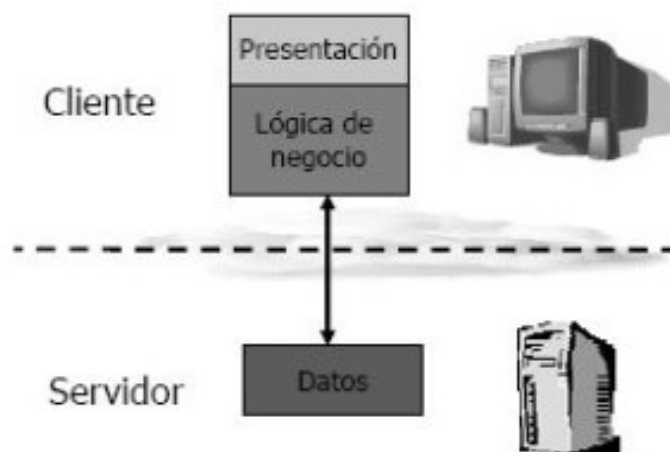 Presentación
Cliente
Lógica de
negocio
Datos
Servidor